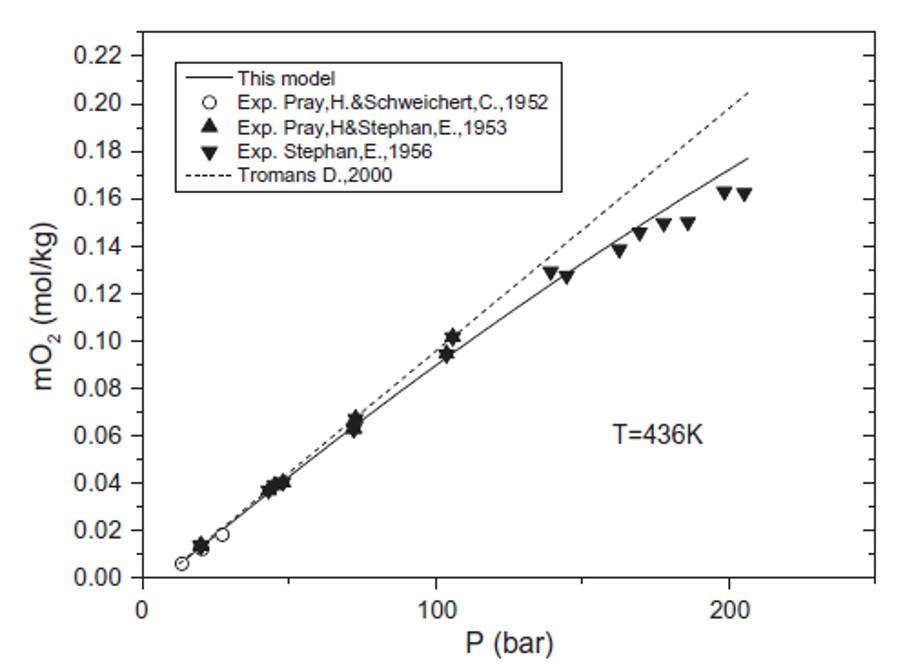 0.22
0.20
0.18
0.16
0.14
0.12
0.10
0.08
0.06
0.04
0.02
0.00
mO2 (mol/kg)
This model
Exp. Pray,H.&Schweichert,C.,1952
Exp. Pray,H&Stephan,E.,1953
Exp. Stephan,E.,1956
Tromans D.,2000
T=436K
0 100 200
P (bar)